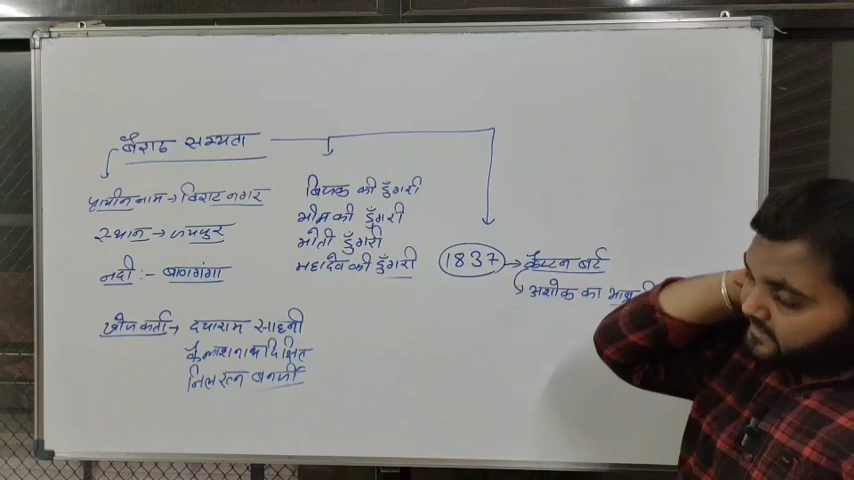 बैराठ सभ्यता
प्राचीन नाम → विराट नगर
स्थान → जयपुर
नदी :- बाणगंगा
खोजकर्ता → दयाराम साहनी
कैलाशनाथ दिक्षित
निलरत्न बनर्जी
बिजक की डुँगरी
भीम की डुँगरी
मोती डुँगरी
महादेव की डुँगरी
1837 → कैप्टन बर्ट
अशोक का